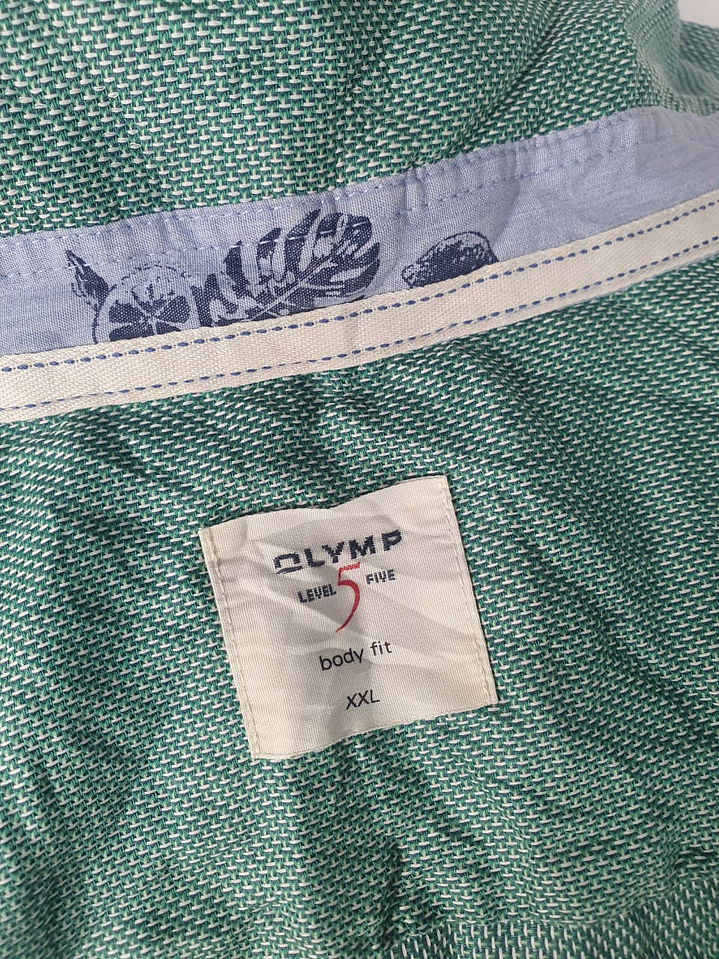 OLYMP
LEVEL 5 FIVE
body fit
XXL